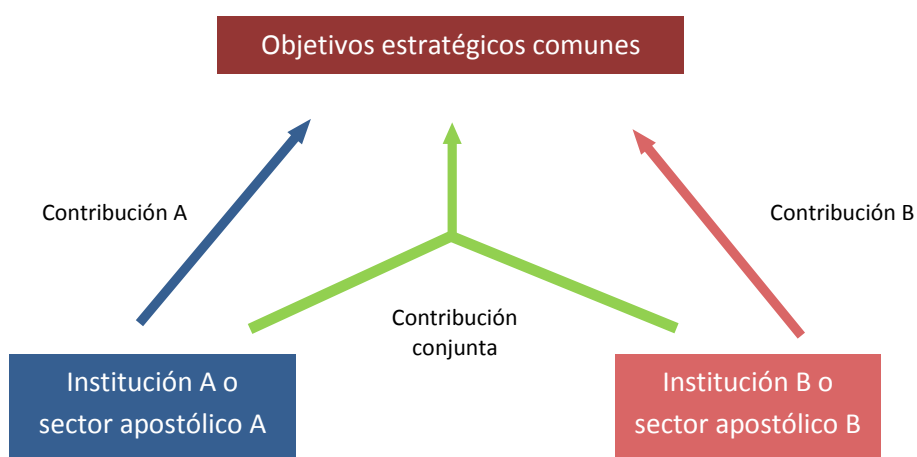 Objetivos estratégicos comunes
Contribución A
Contribución B
Contribución
conjunta
Institución A o
sector apostólico A
Institución B o
sector apostólico B